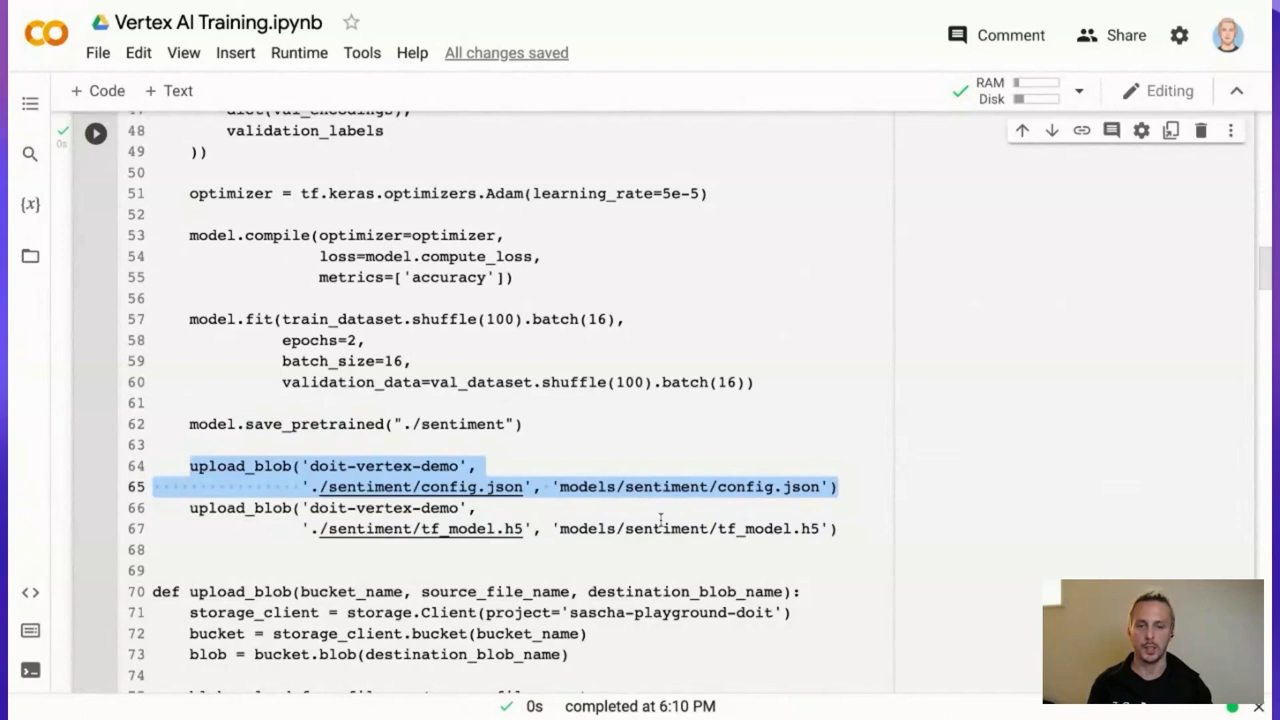 Vertex AI Training.ipynb
File Edit View Insert Runtime Tools Help All changes saved
Comment Share
+ Code + Text
RAM
Disk
Editing
0s
48 validation_labels
49 ))
50
51 optimizer = tf.keras.optimizers.Adam(learning_rate=5e-5)
52
53 model.compile(optimizer=optimizer,
54 loss=model.compute_loss,
55 metrics=['accuracy'])
56
57 model.fit(train_dataset.shuffle(100).batch(16),
58 epochs=2,
59 batch_size=16,
60 validation_data=val_dataset.shuffle(100).batch(16))
61
62 model.save_pretrained("./sentiment")
63
64 upload_blob('doit-vertex-demo',
65 './sentiment/config.json', 'models/sentiment/config.json')
66 upload_blob('doit-vertex-demo',
67 './sentiment/tf_model.h5', 'models/sentiment/tf_model.h5')
68
69
70 def upload_blob(bucket_name, source_file_name, destination_blob_name):
71 storage_client = storage.Client(project='sascha-playground-doit')
72 bucket = storage_client.bucket(bucket_name)
73 blob = bucket.blob(destination_blob_name)
74
0s completed at 6:10 PM